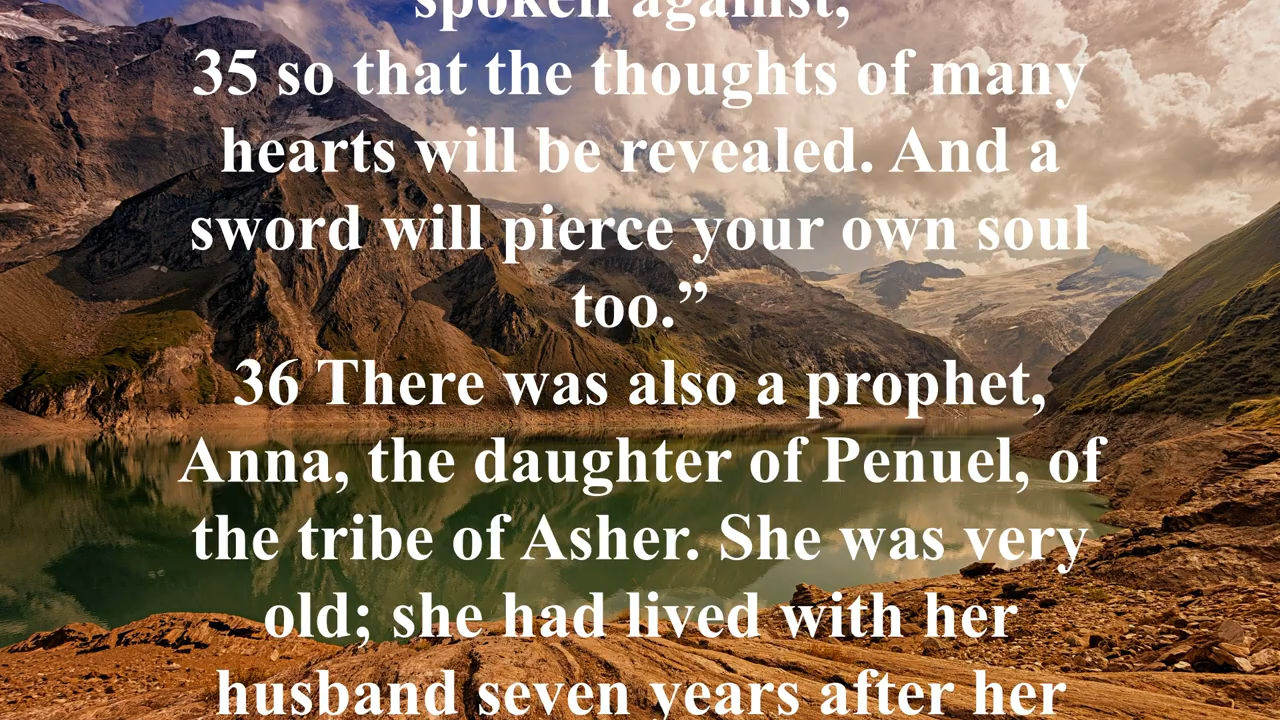 spoken against,
35 so that the thoughts of many
hearts will be revealed. And a
sword will pierce your own soul
too.”
36 There was also a prophet,
Anna, the daughter of Penuel, of
the tribe of Asher. She was very
old; she had lived with her
husband seven years after her